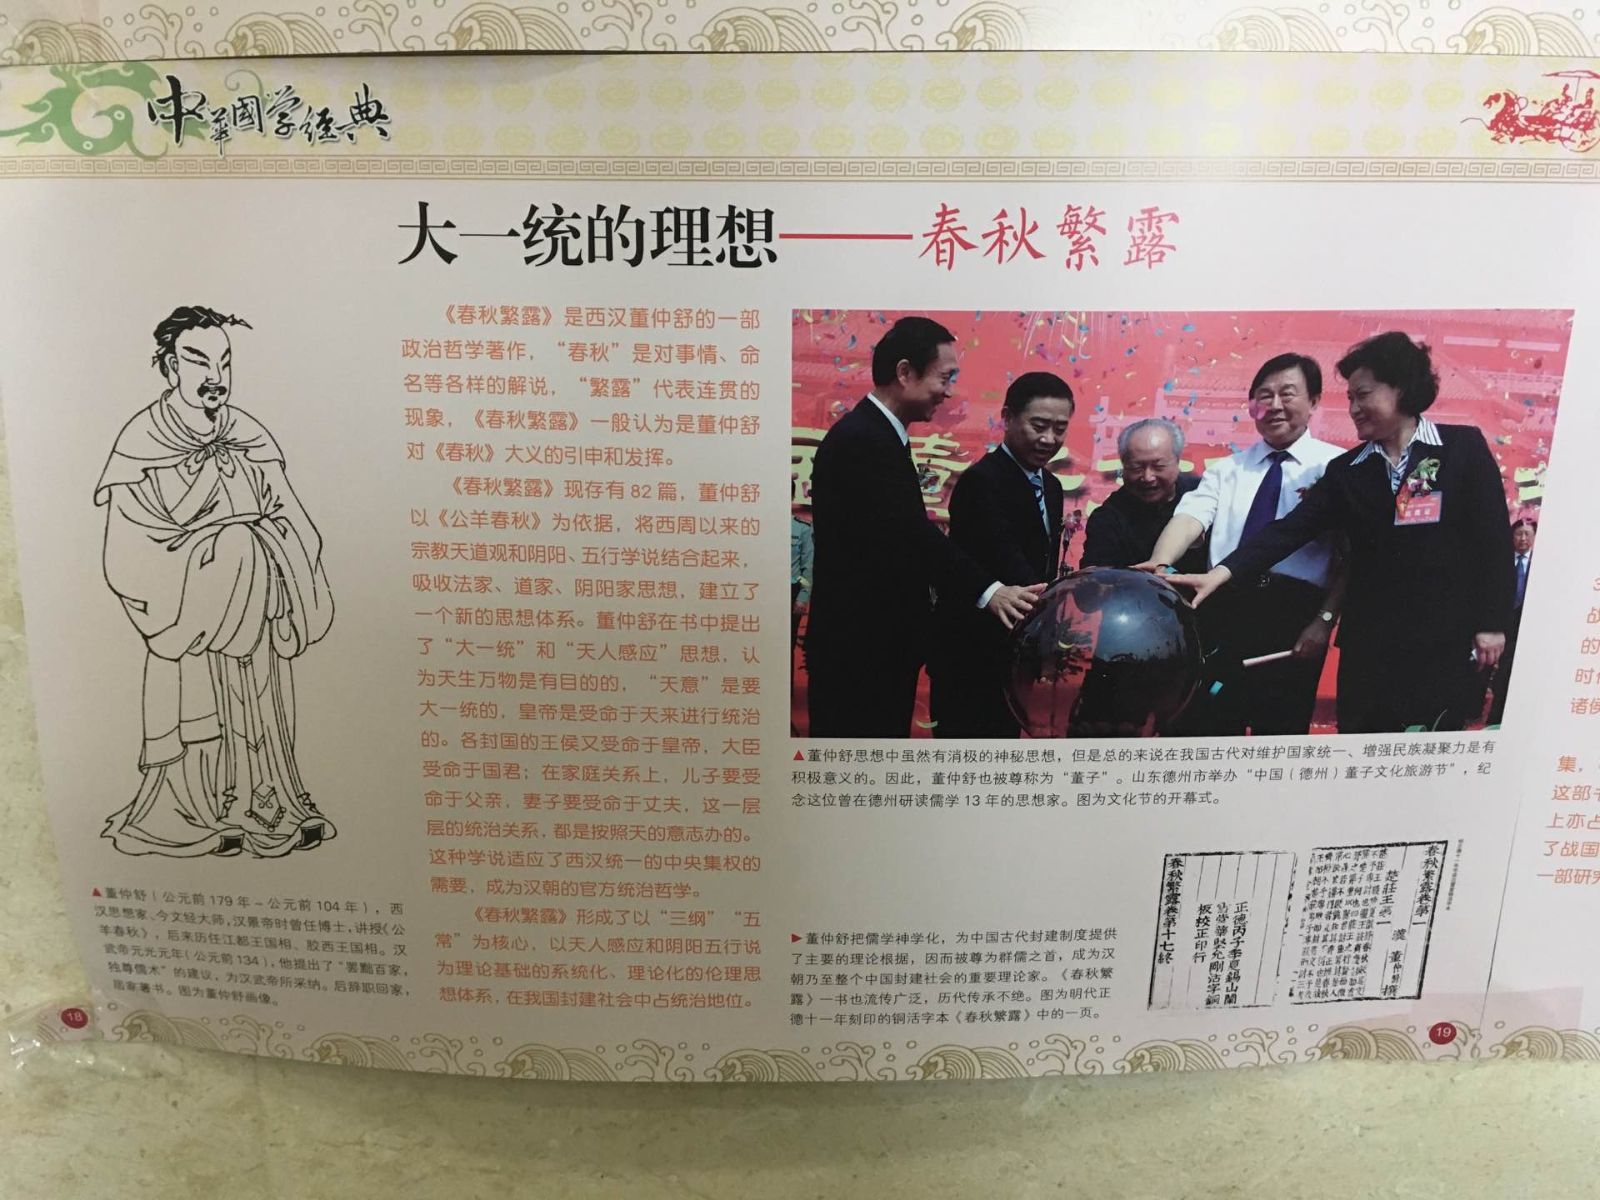 中华國学經典
大一统的理想——春秋繁露
《春秋繁露》是西汉董仲舒的一部
政治哲学著作，“春秋”是对事情、命
名等各样的解说，“繁露”代表连贯的
现象，《春秋繁露》一般认为是董仲舒
对《春秋》大义的引申和发挥。
《春秋繁露》现存有82篇，董仲舒
以《公羊春秋》为依据，将西周以来的
宗教天道观和阴阳、五行学说结合起来，
吸收法家、道家、阴阳家思想，建立了
一个新的思想体系。董仲舒在书中提出
了“大一统”和“天人感应”思想，认
为天生万物是有目的的，“天意”是要
大一统的，皇帝是受命于天来进行统治
的。各封国的王侯又受命于皇帝，大臣
受命于国君；在家庭关系上，儿子要受
命于父亲，妻子要受命于丈夫，这一层
层的统治关系，都是按照天的意志办的。
这种学说适应了西汉统一的中央集权的
需要，成为汉朝的官方统治哲学。
《春秋繁露》形成了以“三纲”“五
常”为核心，以天人感应和阴阳五行说
为理论基础的系统化、理论化的伦理思
想体系，在我国封建社会中占统治地位。
▲董仲舒（公元前179年－公元前104年），西
汉思想家、今文经大师，汉景帝时曾任博士，讲授《公
羊春秋》，后来历任江都王国相、胶西王国相。汉
武帝元光元年（公元前134），他提出了“罢黜百家，
独尊儒术”的建议，为汉武帝所采纳。后辞职回家，
居家著书。图为董仲舒画像。
18
▲董仲舒思想中虽然有消极的神秘思想，但是总的来说在我国古代对维护国家统一、增强民族凝聚力是有
积极意义的。因此，董仲舒也被尊称为“董子”。山东德州市举办“中国（德州）董子文化旅游节”，纪
念这位曾在德州研读儒学13年的思想家。图为文化节的开幕式。
▶董仲舒把儒学神学化，为中国古代封建制度提供
了主要的理论根据，因而被尊为群儒之首，成为汉
朝乃至整个中国封建社会的重要理论家。《春秋繁
露》一书也流传广泛，历代传承不绝。图为明代正
德十一年刻印的铜活字本《春秋繁露》中的一页。
春秋繁露卷第一
楚莊王第一 漢 董仲舒 撰
正德丙子季夏錫山蘭
雪堂華堅允剛活字銅
板校正印行
春秋繁露卷第十七終
19
战
的
时代
诸侯
集，
这部书
上亦占
了战国
一部研究